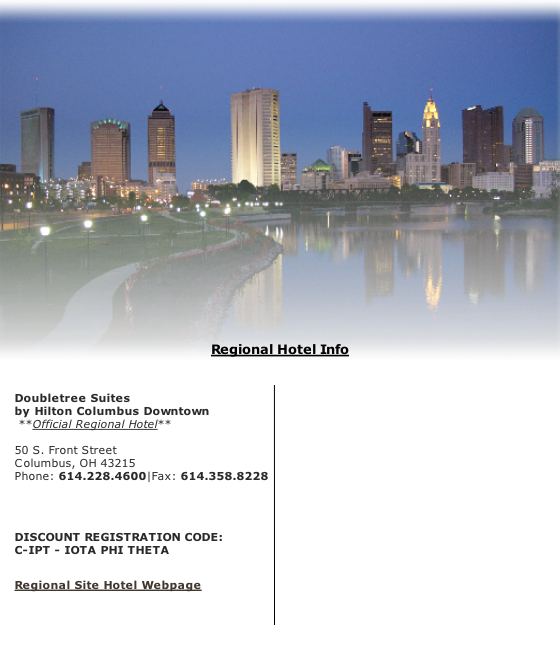 Regional Hotel Info
Doubletree Suites
by Hilton Columbus Downtown
**Official Regional Hotel**
50 S. Front Street
Columbus, OH 43215
Phone: 614.228.4600|Fax: 614.358.8228
DISCOUNT REGISTRATION CODE:
C-IPT - IOTA PHI THETA
Regional Site Hotel Webpage